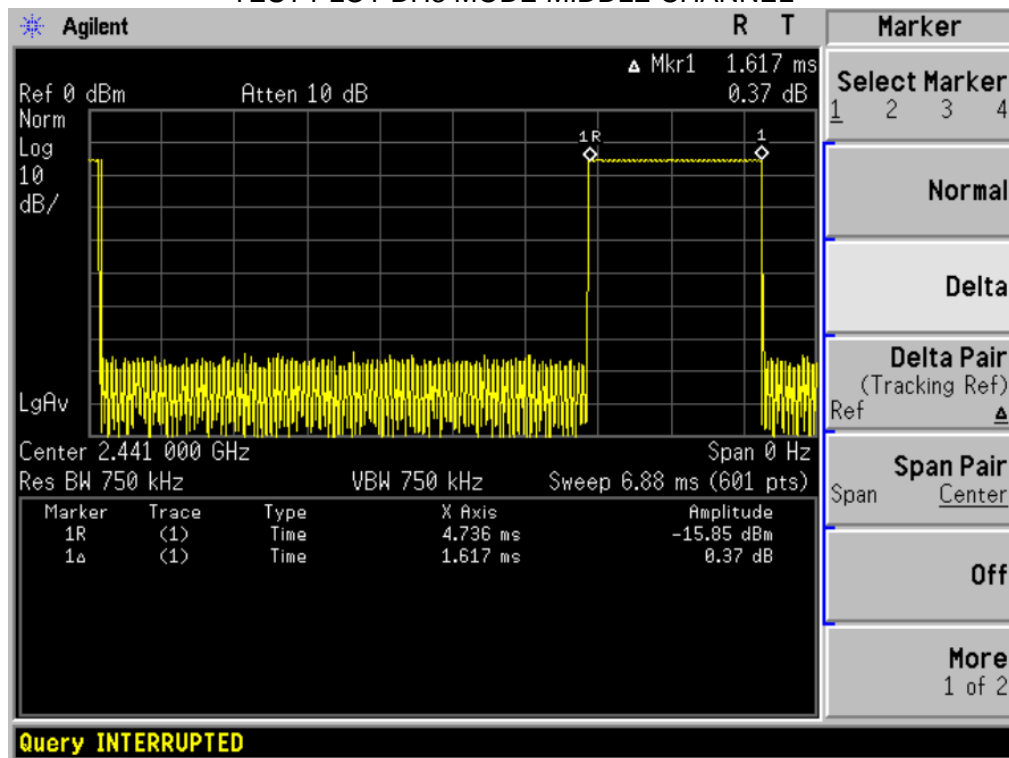 Agilent
R T
Marker
Δ Mkr1 1.617 ms
Ref 0 dBm
Atten 10 dB
0.37 dB
Norm
Log
10
dB/
1R
1
LgAv
Center 2.441 000 GHz
Span 0 Hz
Res BW 750 kHz
VBW 750 kHz
Sweep 6.88 ms (601 pts)
Marker Trace Type X Axis Amplitude
1R (1) Time 4.736 ms -15.85 dBm
1Δ (1) Time 1.617 ms 0.37 dB
Select Marker
1 2 3 4
Normal
Delta
Delta Pair
(Tracking Ref)
Ref Δ
Span Pair
Span Center
Off
More
1 of 2
Query INTERRUPTED